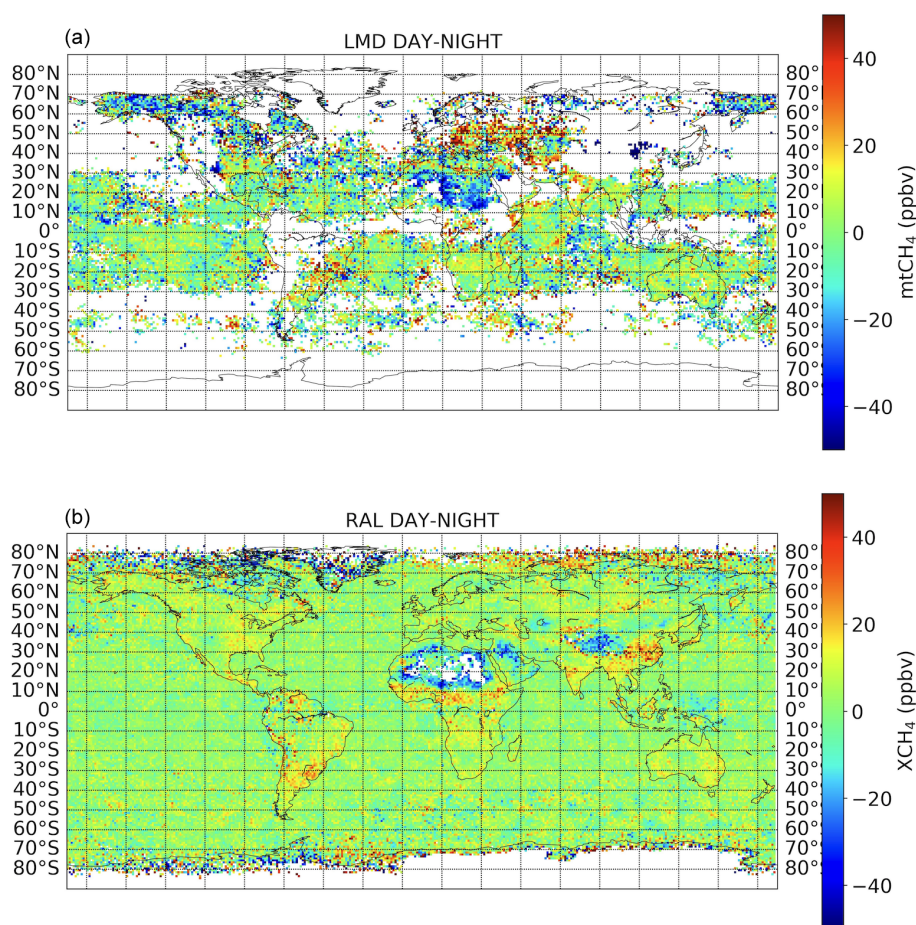 (a)
LMD DAY-NIGHT
80°N 80°N
70°N 70°N
60°N 60°N
50°N 50°N
40°N 40°N
30°N 30°N
20°N 20°N
10°N 10°N
0° 0°
10°S 10°S
20°S 20°S
30°S 30°S
40°S 40°S
50°S 50°S
60°S 60°S
70°S 70°S
80°S 80°S
40
20
0
−20
−40
mtCH₄ (ppbv)
(b)
RAL DAY-NIGHT
80°N 80°
70°N 70°
60°N 60°
50°N 50°
40°N 40°
30°N 30°
20°N 20°
10°N 10°
0° 0°
10°S 10°S
20°S 20°S
30°S 30°S
40°S 40°S
50°S 50°S
60°S 60°S
70°S 70°S
80°S 80°S
40
20
0
−20
−40
XCH₄ (ppbv)